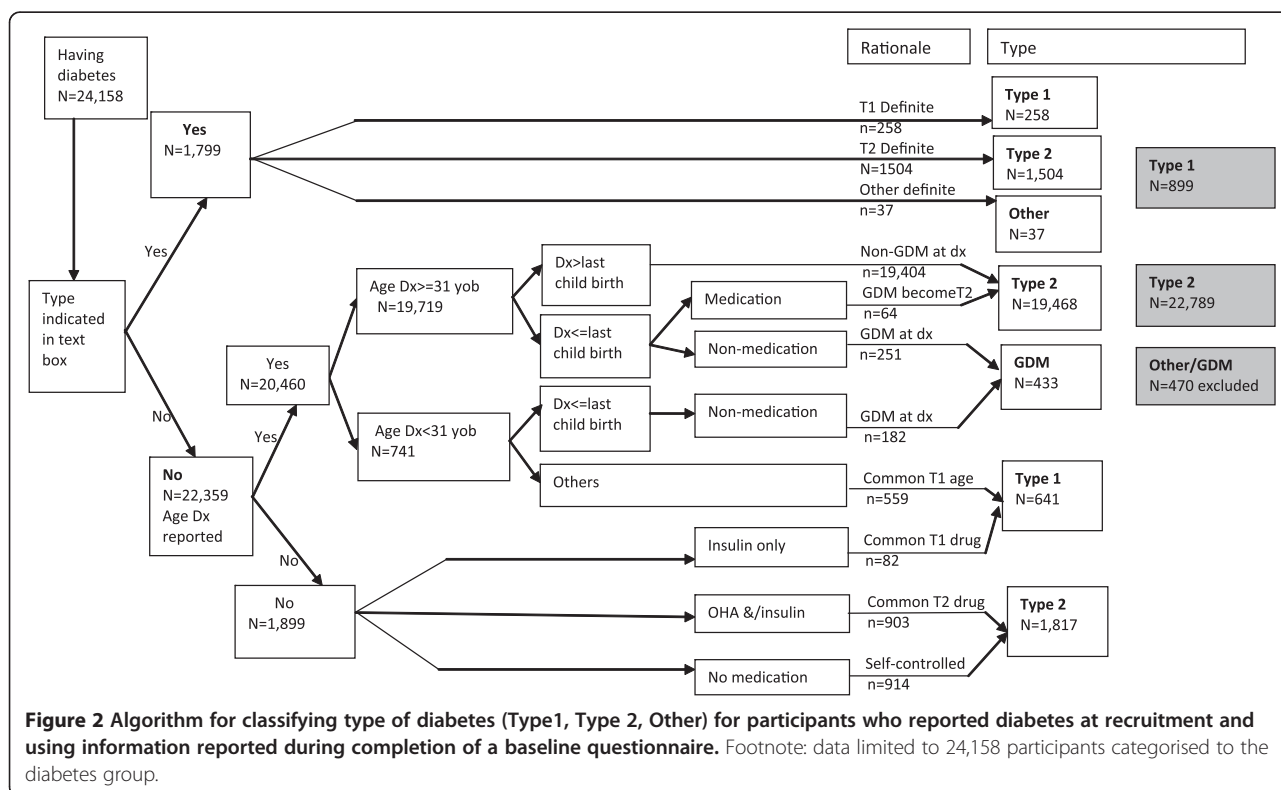 Having
diabetes
N=24,158
Rationale
Type
Yes
N=1,799
T1 Definite
n=258
Type 1
N=258
T2 Definite
N=1504
Type 2
N=1,504
Type 1
N=899
Other definite
n=37
Other
N=37
Yes
Type
indicated
in text
box
No
Age Dx>=31 yob
N=19,719
Dx>last
child birth
Non-GDM at dx
n=19,404
Type 2
N=19,468
Type 2
N=22,789
Medication
GDM becomeT2
n=64
Dx<=last
child birth
Non-medication
GDM at dx
n=251
GDM
N=433
Other/GDM
N=470 excluded
Yes
N=20,460
Yes
Age Dx<31 yob
N=741
Dx<=last
child birth
Non-medication
GDM at dx
n=182
Others
Common T1 age
n=559
Type 1
N=641
No
N=22,359
Age Dx
reported
No
Insulin only
Common T1 drug
n=82
No
N=1,899
OHA &/insulin
Common T2 drug
n=903
Type 2
N=1,817
No medication
Self-controlled
n=914
Figure 2 Algorithm for classifying type of diabetes (Type1, Type 2, Other) for participants who reported diabetes at recruitment and
using information reported during completion of a baseline questionnaire. Footnote: data limited to 24,158 participants categorised to the
diabetes group.